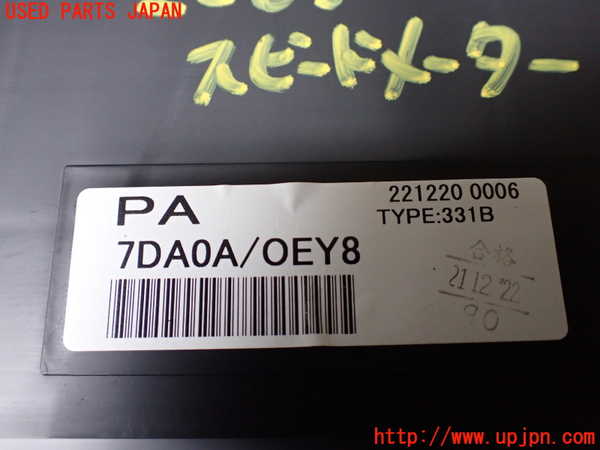 USED PARTS JAPAN
スピードメーター
PA
221220 0006
TYPE:331B
7DA0A/OEY8
合格
21 12 '22
90
http://www.upjpn.com/